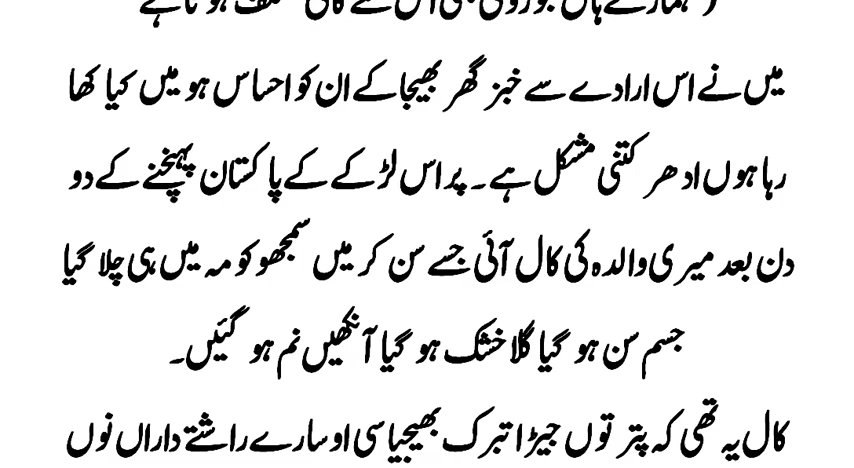 میں نے اس ارادے سے خبز گھر بھیجا کے ان کو احساس ہو میں کیا کھا
رہا ہوں ادھر کتنی مشکل ہے۔ پر اس لڑکے کے پاکستان پہنچنے کے دو
دن بعد میری والدہ کی کال آئی جسے سن کر میں سمجھو کومہ میں ہی چلا گیا
جسم سن ہو گیا گلا خشک ہو گیا آنکھیں نم ہو گئیں۔
کال یہ تھی کہ پتر توں جیڑا تبرک بھیجیا سی او سارے راشتے داراں نوں